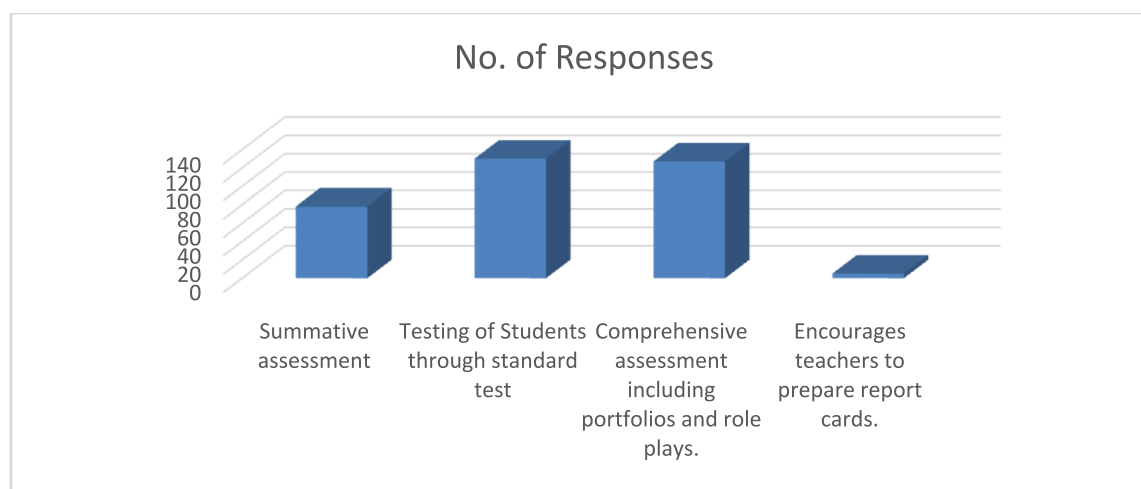 No. of Responses
140
120
100
80
60
40
20
0
Summative
assessment
Testing of Students
through standard
test
Comprehensive
assessment
including
portfolios and role
plays.
Encourages
teachers to
prepare report
cards.